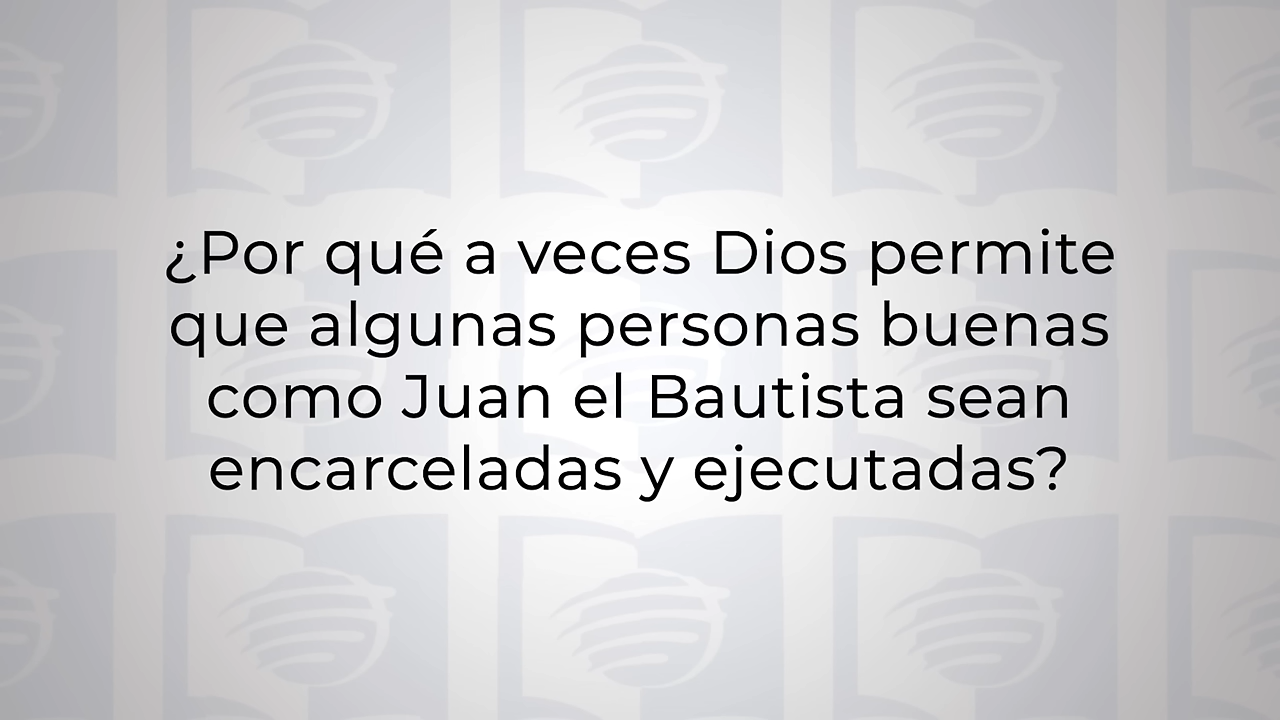 ¿Por qué a veces Dios permite
que algunas personas buenas
como Juan el Bautista sean
encarceladas y ejecutadas?